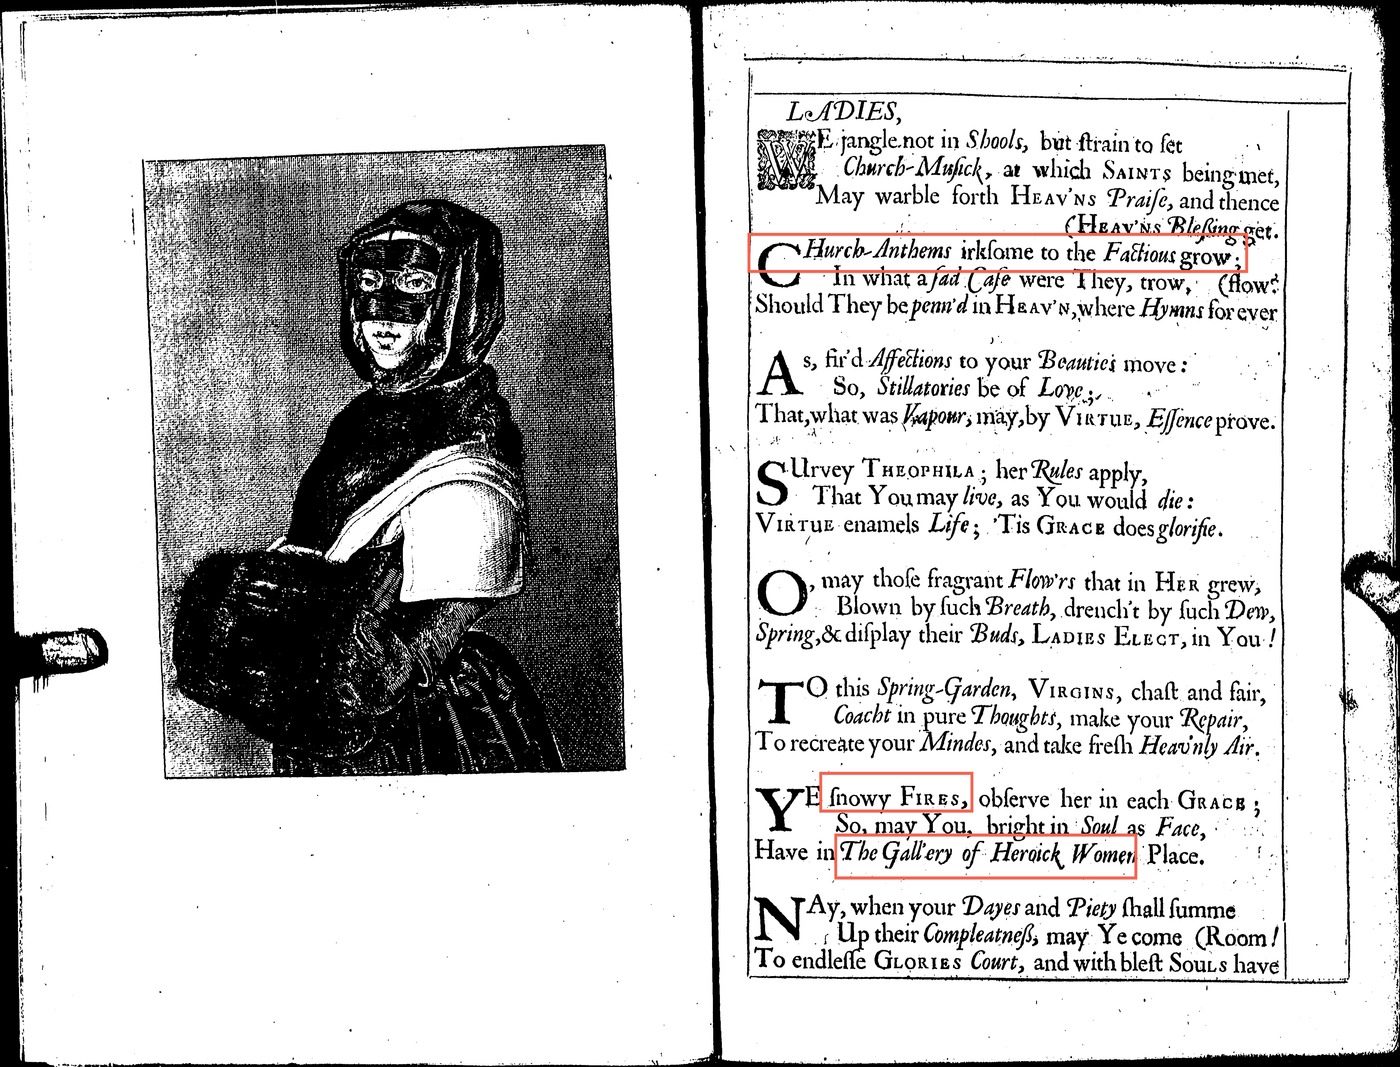 LADIES,
WE jangle not in Shools, but ſtrain to ſet
Church-Muſick, at which SAINTS being met,
May warble forth HEAV'NS Praiſe, and thence
(HEAV'NS Bleſſing get.
CHurch-Anthems irkſome to the Factious grow;
In what a ſad Caſe were They, trow, (flow?
Should They be penn'd in HEAV'N, where Hymns for ever
As, fir'd Affections to your Beauties move:
So, Stillatories be of Love;
That, what was Vapour, may, by VIRTUE, Eſſence prove.
SUrvey THEOPHILA; her Rules apply,
That You may live, as You would die:
VIRTUE enamels Life; 'Tis GRACE does glorifie.
O, may thoſe fragrant Flow'rs that in HER grew,
Blown by ſuch Breath, drench't by ſuch Dew,
Spring, & diſplay their Buds, LADIES ELECT, in You!
TO this Spring-Garden, VIRGINS, chaſt and fair,
Coacht in pure Thoughts, make your Repair,
To recreate your Mindes, and take freſh Heav'nly Air.
YE ſnowy FIRES, obſerve her in each GRACE;
So, may You, bright in Soul as Face,
Have in The Gall'ery of Heroick Women Place.
NAy, when your Dayes and Piety ſhall ſumme
Up their Compleatneß, may Ye come (Room!
To endleſſe GLORIES Court, and with bleſt SOULS have